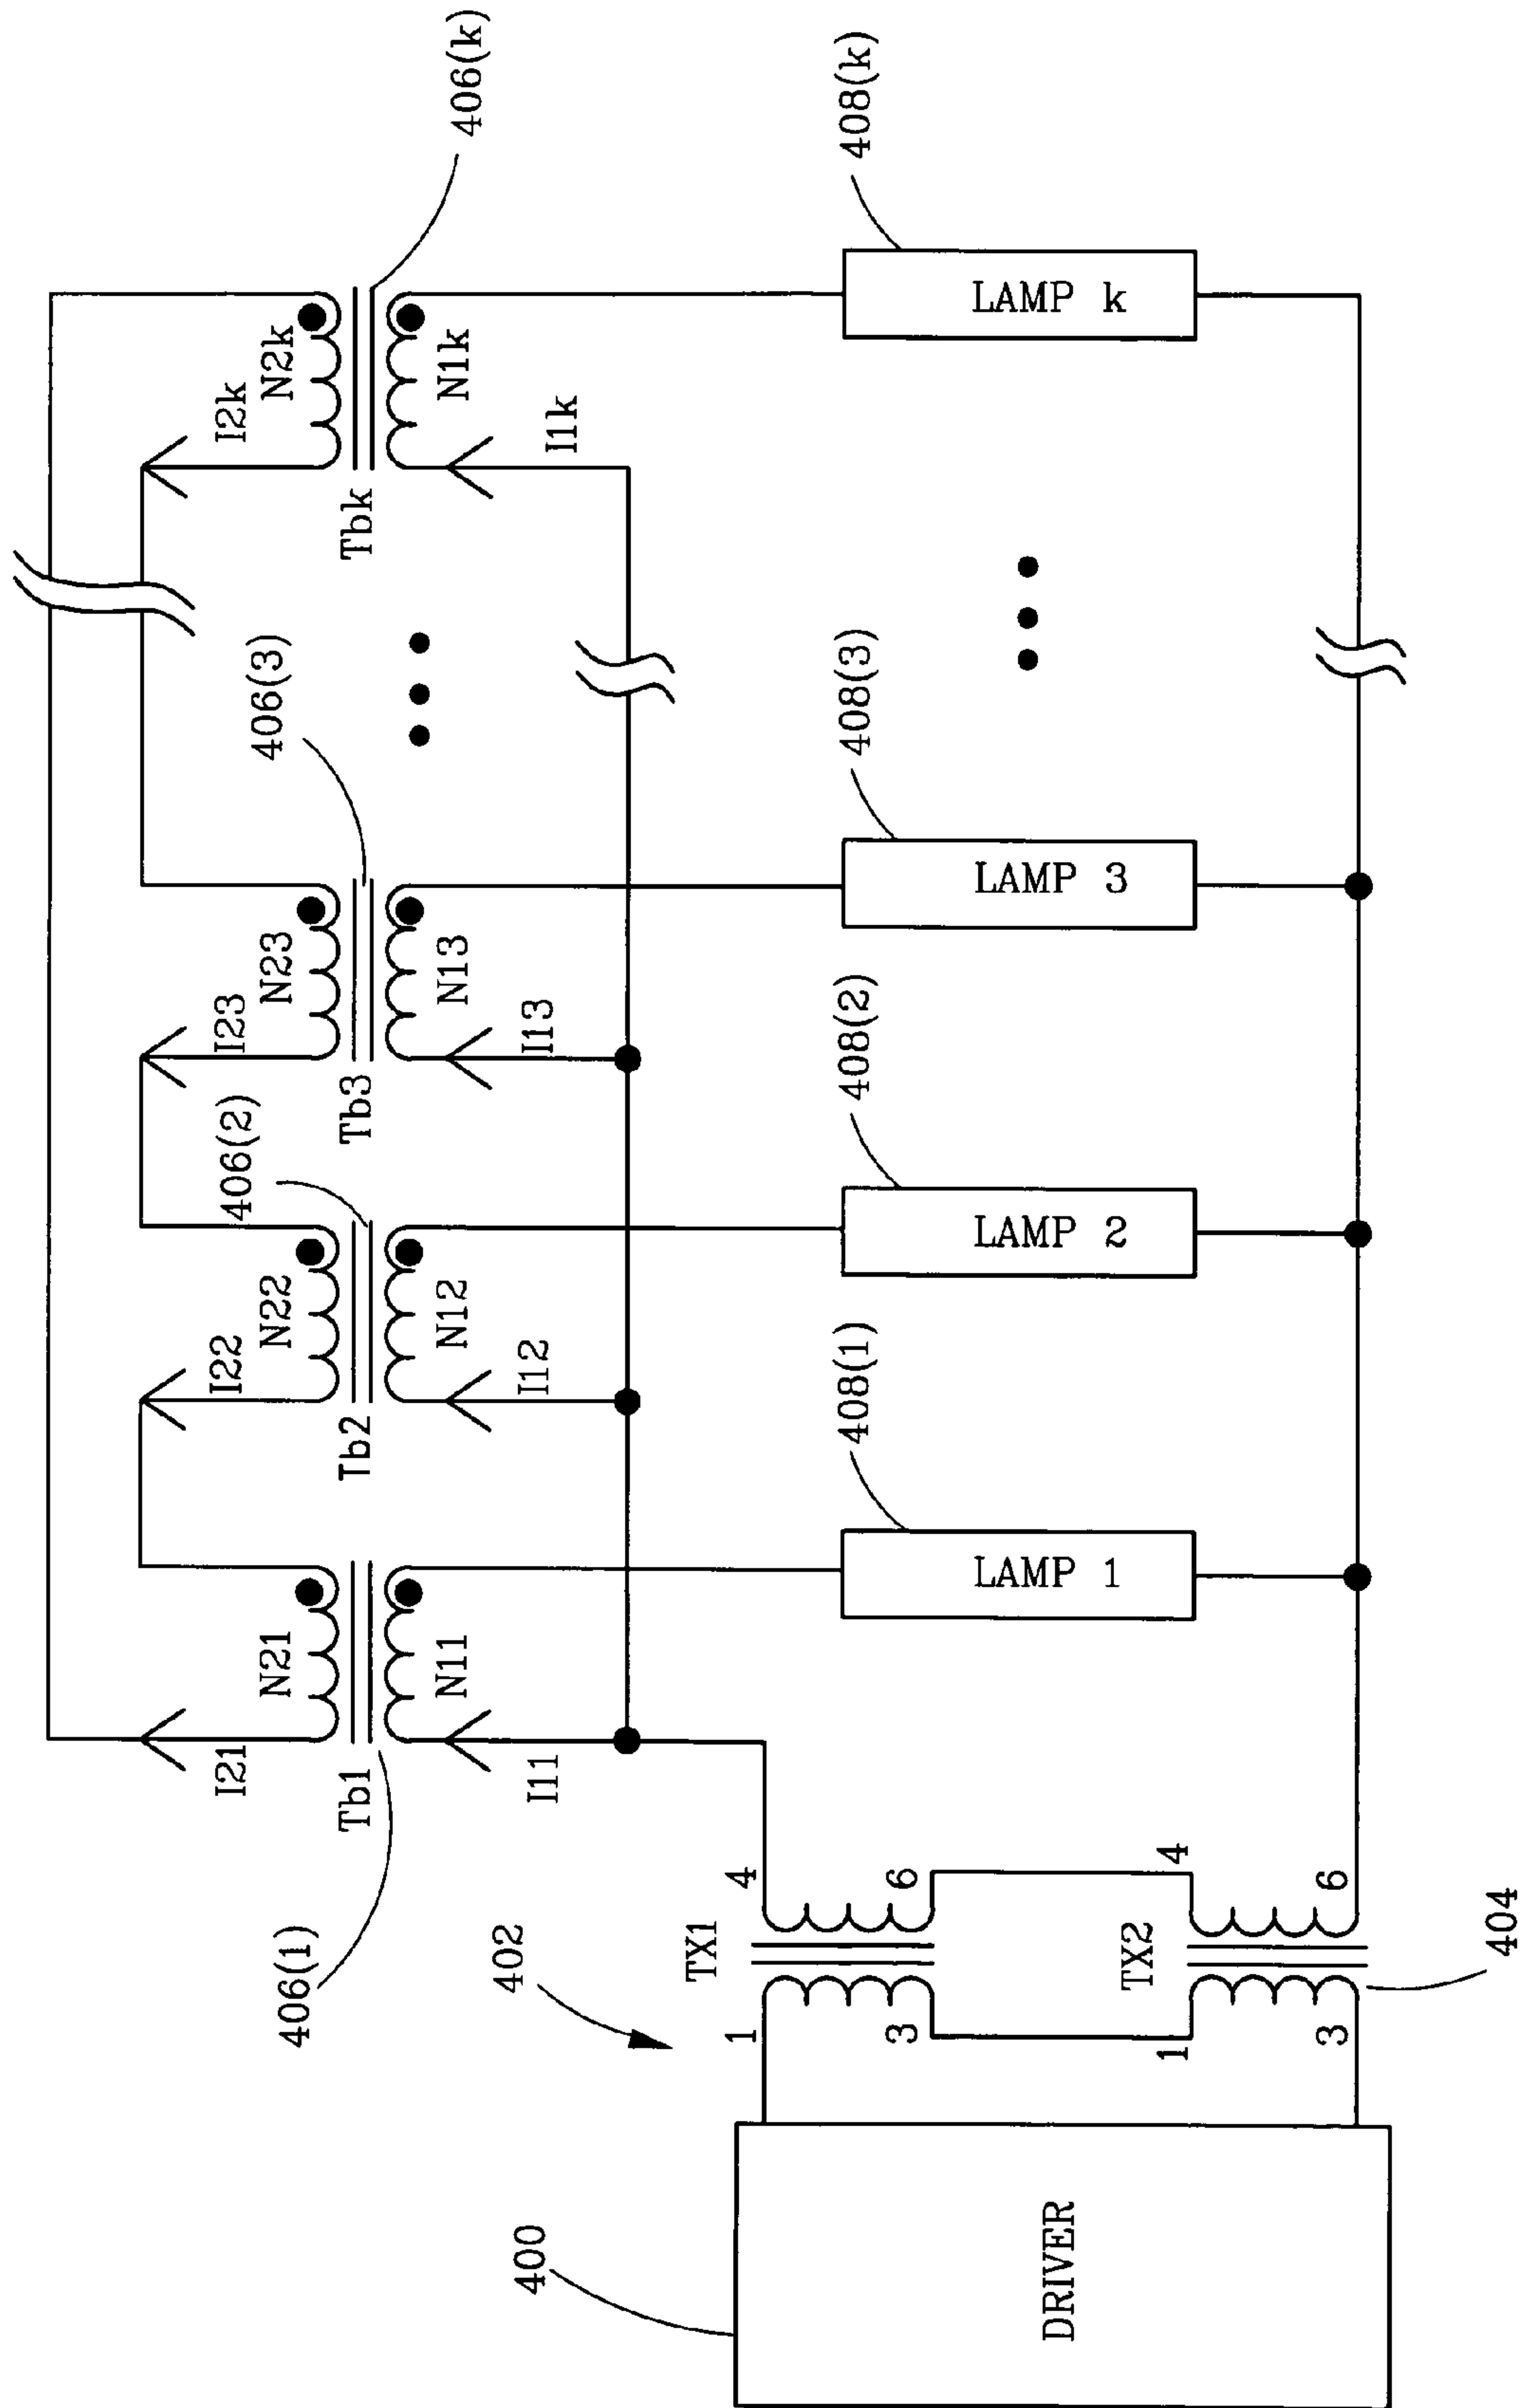 406(1)
406(2)
406(3)
406(k)
I21
I22
I23
I2k
N21
N22
N23
N2k
Tb1
Tb2
Tb3
Tbk
N11
N12
N13
N1k
I11
I12
I13
I1k
400
402
404
TX1
1
3
4
6
TX2
1
3
4
6
DRIVER
408(1)
408(2)
408(3)
408(k)
LAMP 1
LAMP 2
LAMP 3
LAMP k